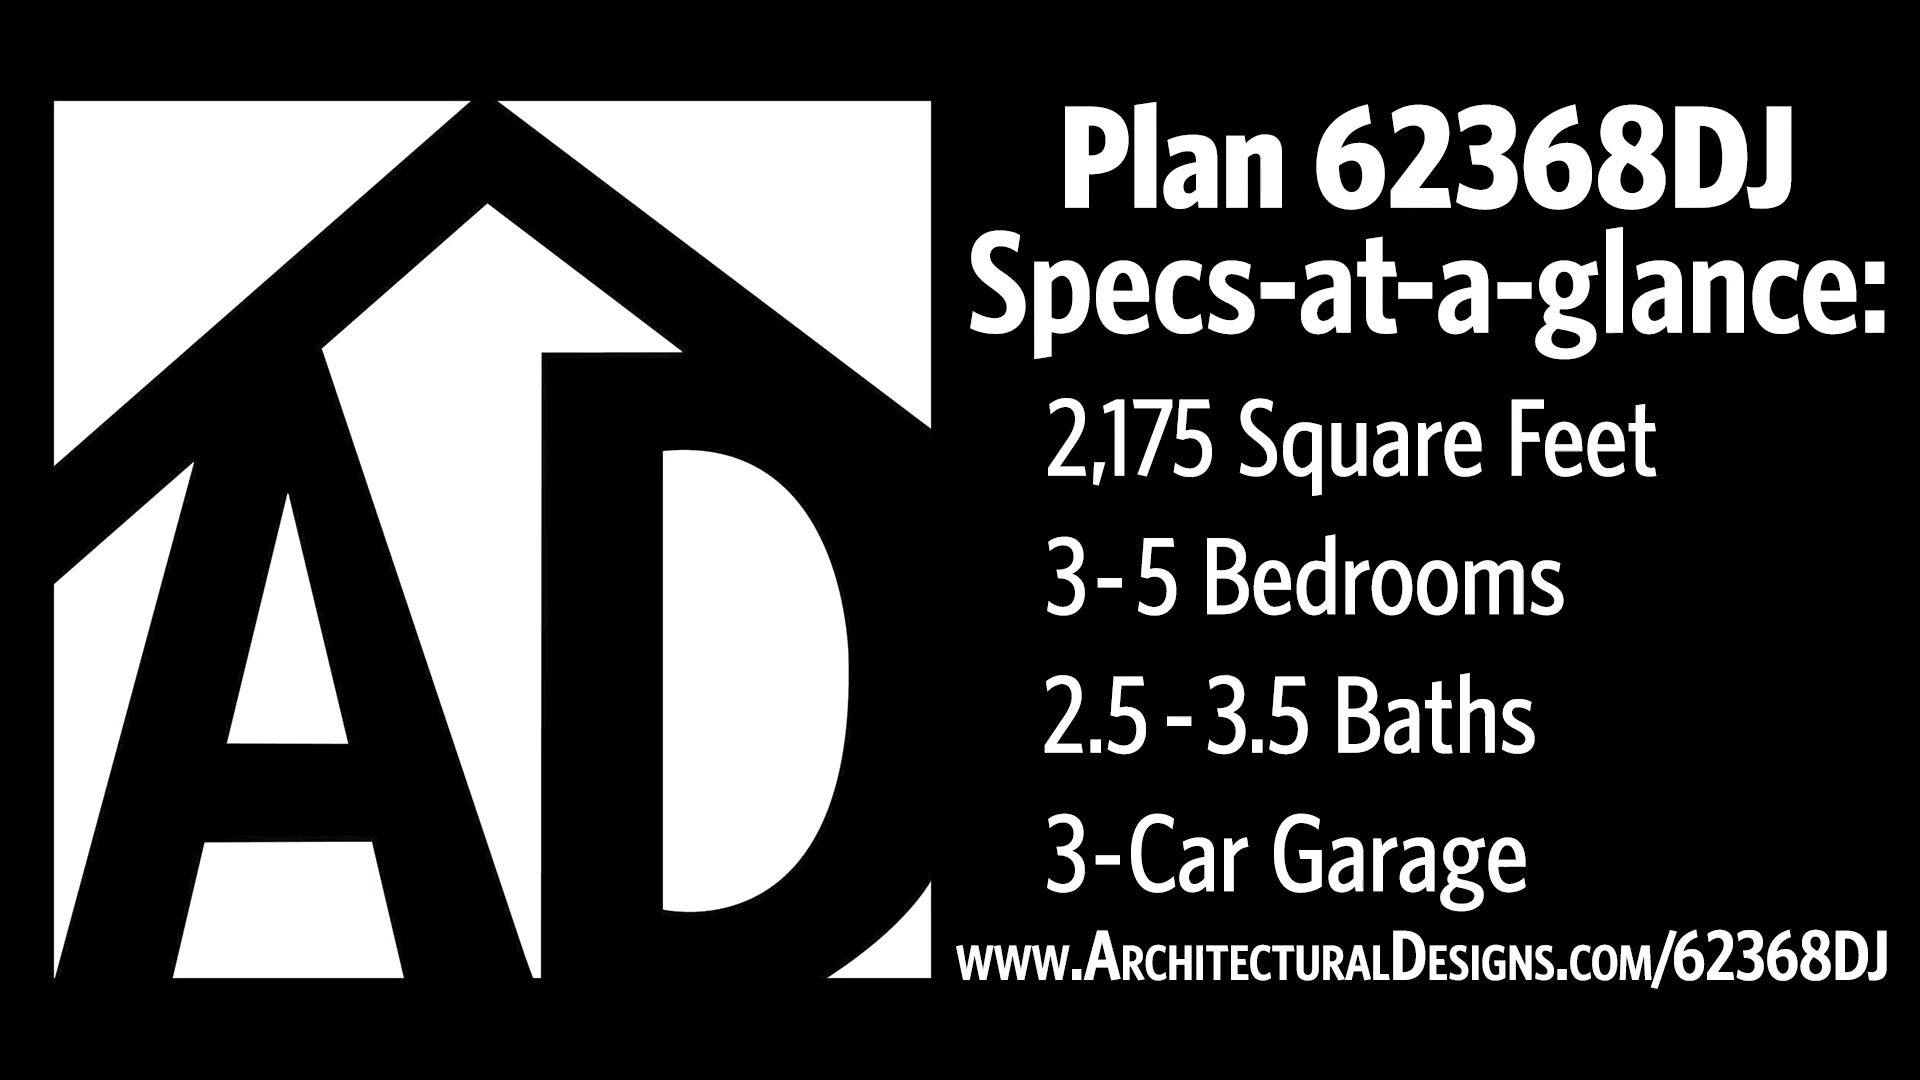 AD
Plan 62368DJ
Specs-at-a-glance:
2,175 Square Feet
3-5 Bedrooms
2.5-3.5 Baths
3-Car Garage
www.ArchitecturalDesigns.com/62368DJ